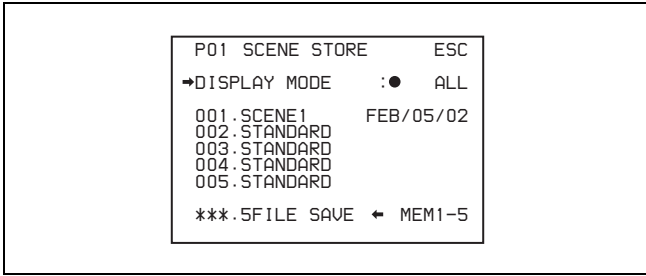 P01 SCENE STORE ESC
➡DISPLAY MODE :● ALL
001.SCENE1 FEB/05/02
002.STANDARD
003.STANDARD
004.STANDARD
005.STANDARD
***.5FILE SAVE ⬅ MEM1-5